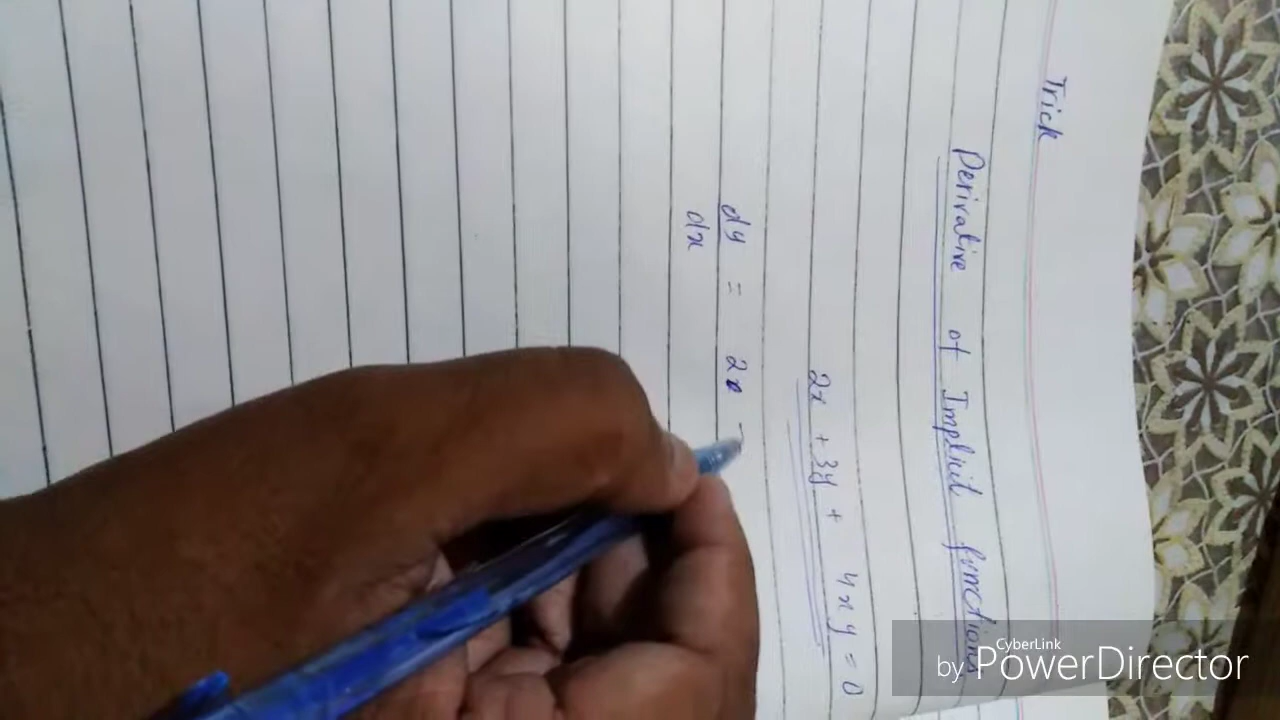 Trick
Derivative of Implicit functions
2x + 3y + 4xy = 0
dy
dx
= 2
CyberLink
by PowerDirector